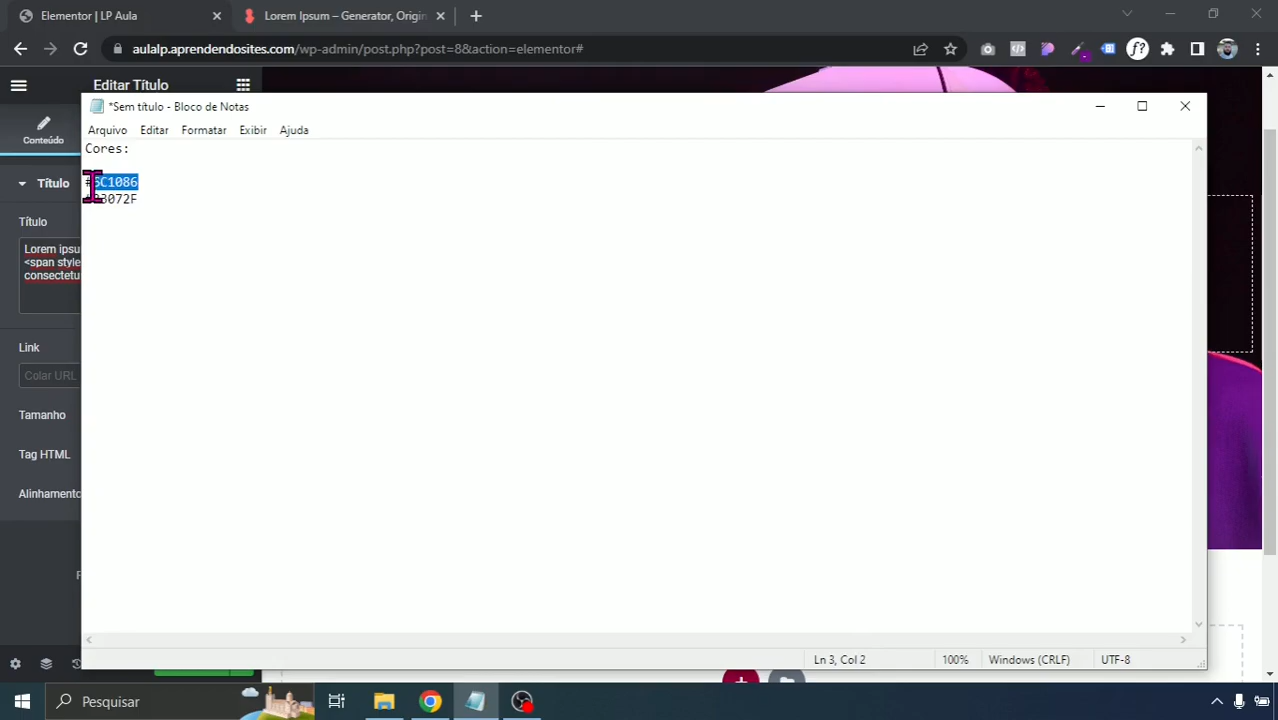 Elementor | LP Aula
Lorem Ipsum – Generator, Origin
aulalp.aprendendosites.com/wp-admin/post.php?post=8&action=elementor#
Editar Título
*Sem título - Bloco de Notas
Arquivo Editar Formatar Exibir Ajuda
Cores:
#6C1086
3072F
Conteúdo
Título
Título
Lorem ipsu
<span style
consectetu
Link
Colar URL
Tamanho
Tag HTML
Alinhamento
Ln 3, Col 2
100%
Windows (CRLF)
UTF-8
Pesquisar